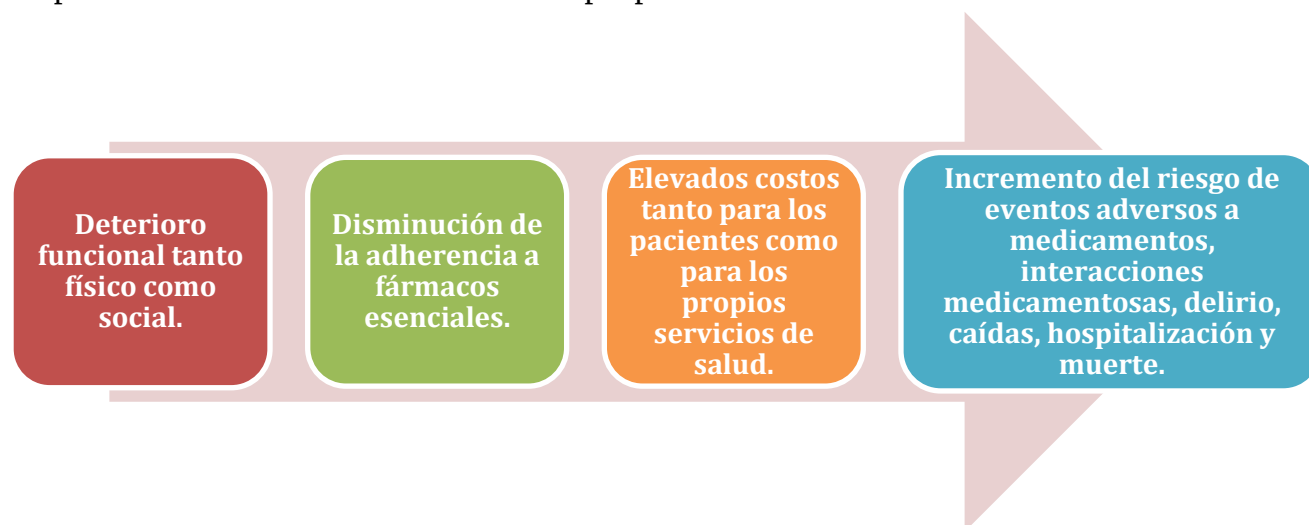 Deterioro
funcional tanto
físico como
social.
Disminución de
la adherencia a
fármacos
esenciales.
Elevados costos
tanto para los
pacientes como
para los
propios
servicios de
salud.
Incremento del riesgo de
eventos adversos a
medicamentos,
interacciones
medicamentosas, delirio,
caídas, hospitalización y
muerte.